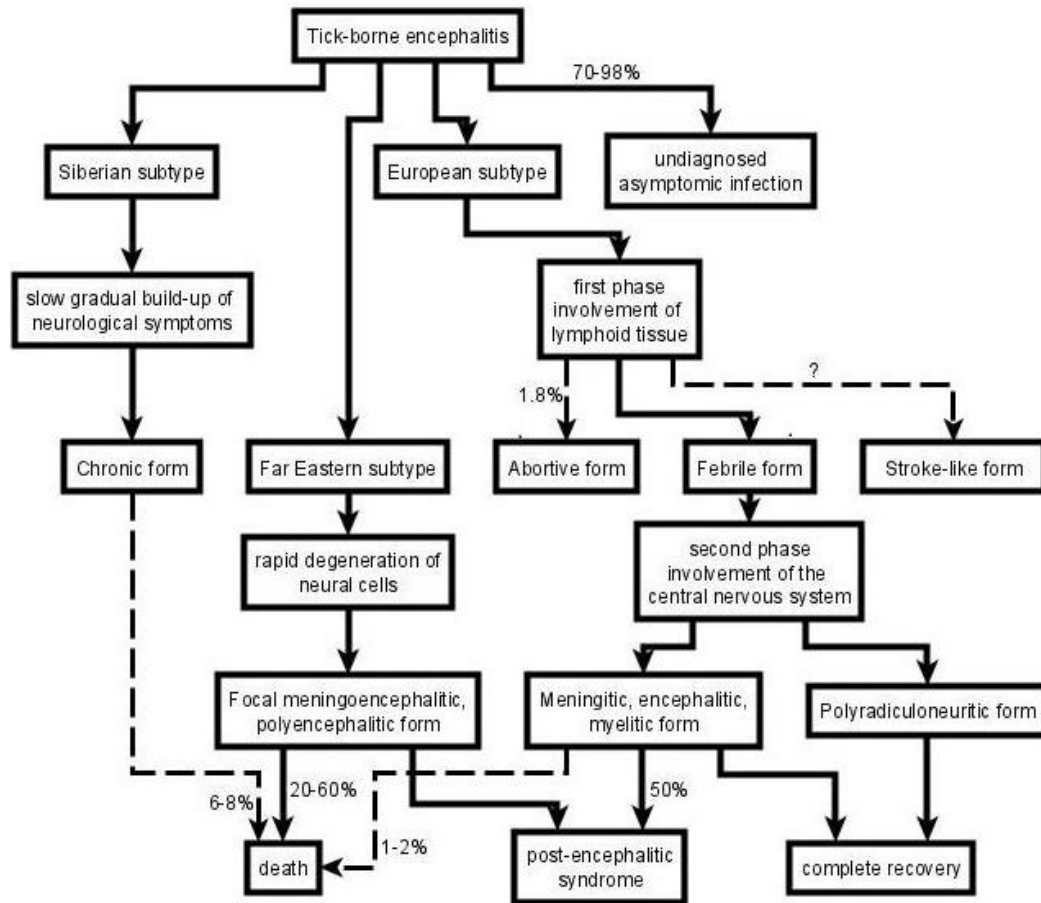 Tick-borne encephalitis
70-98%
Siberian subtype
European subtype
undiagnosed
asymptomic infection
slow gradual build-up of
neurological symptoms
first phase
involvement of
lymphoid tissue
1.8%
?
Chronic form
Far Eastern subtype
Abortive form
Febrile form
Stroke-like form
rapid degeneration of
neural cells
second phase
involvement of the
central nervous system
Focal meningoencephalitic,
polyencephalitic form
Meningitic, encephalitic,
myelitic form
Polyradiculoneuritic form
6-8%
20-60%
1-2%
50%
death
post-encephalitic
syndrome
complete recovery